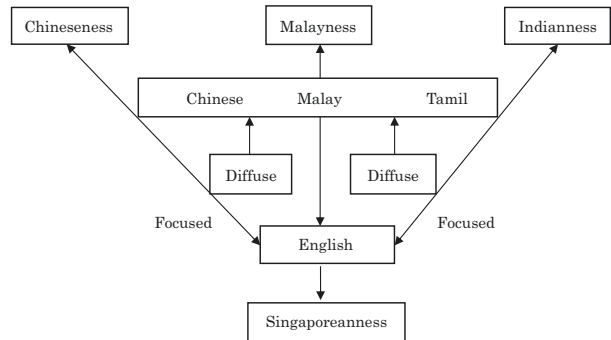 Chineseness
Malayness
Indianness
Chinese Malay Tamil
Diffuse
Diffuse
Focused
Focused
English
Singaporeanness